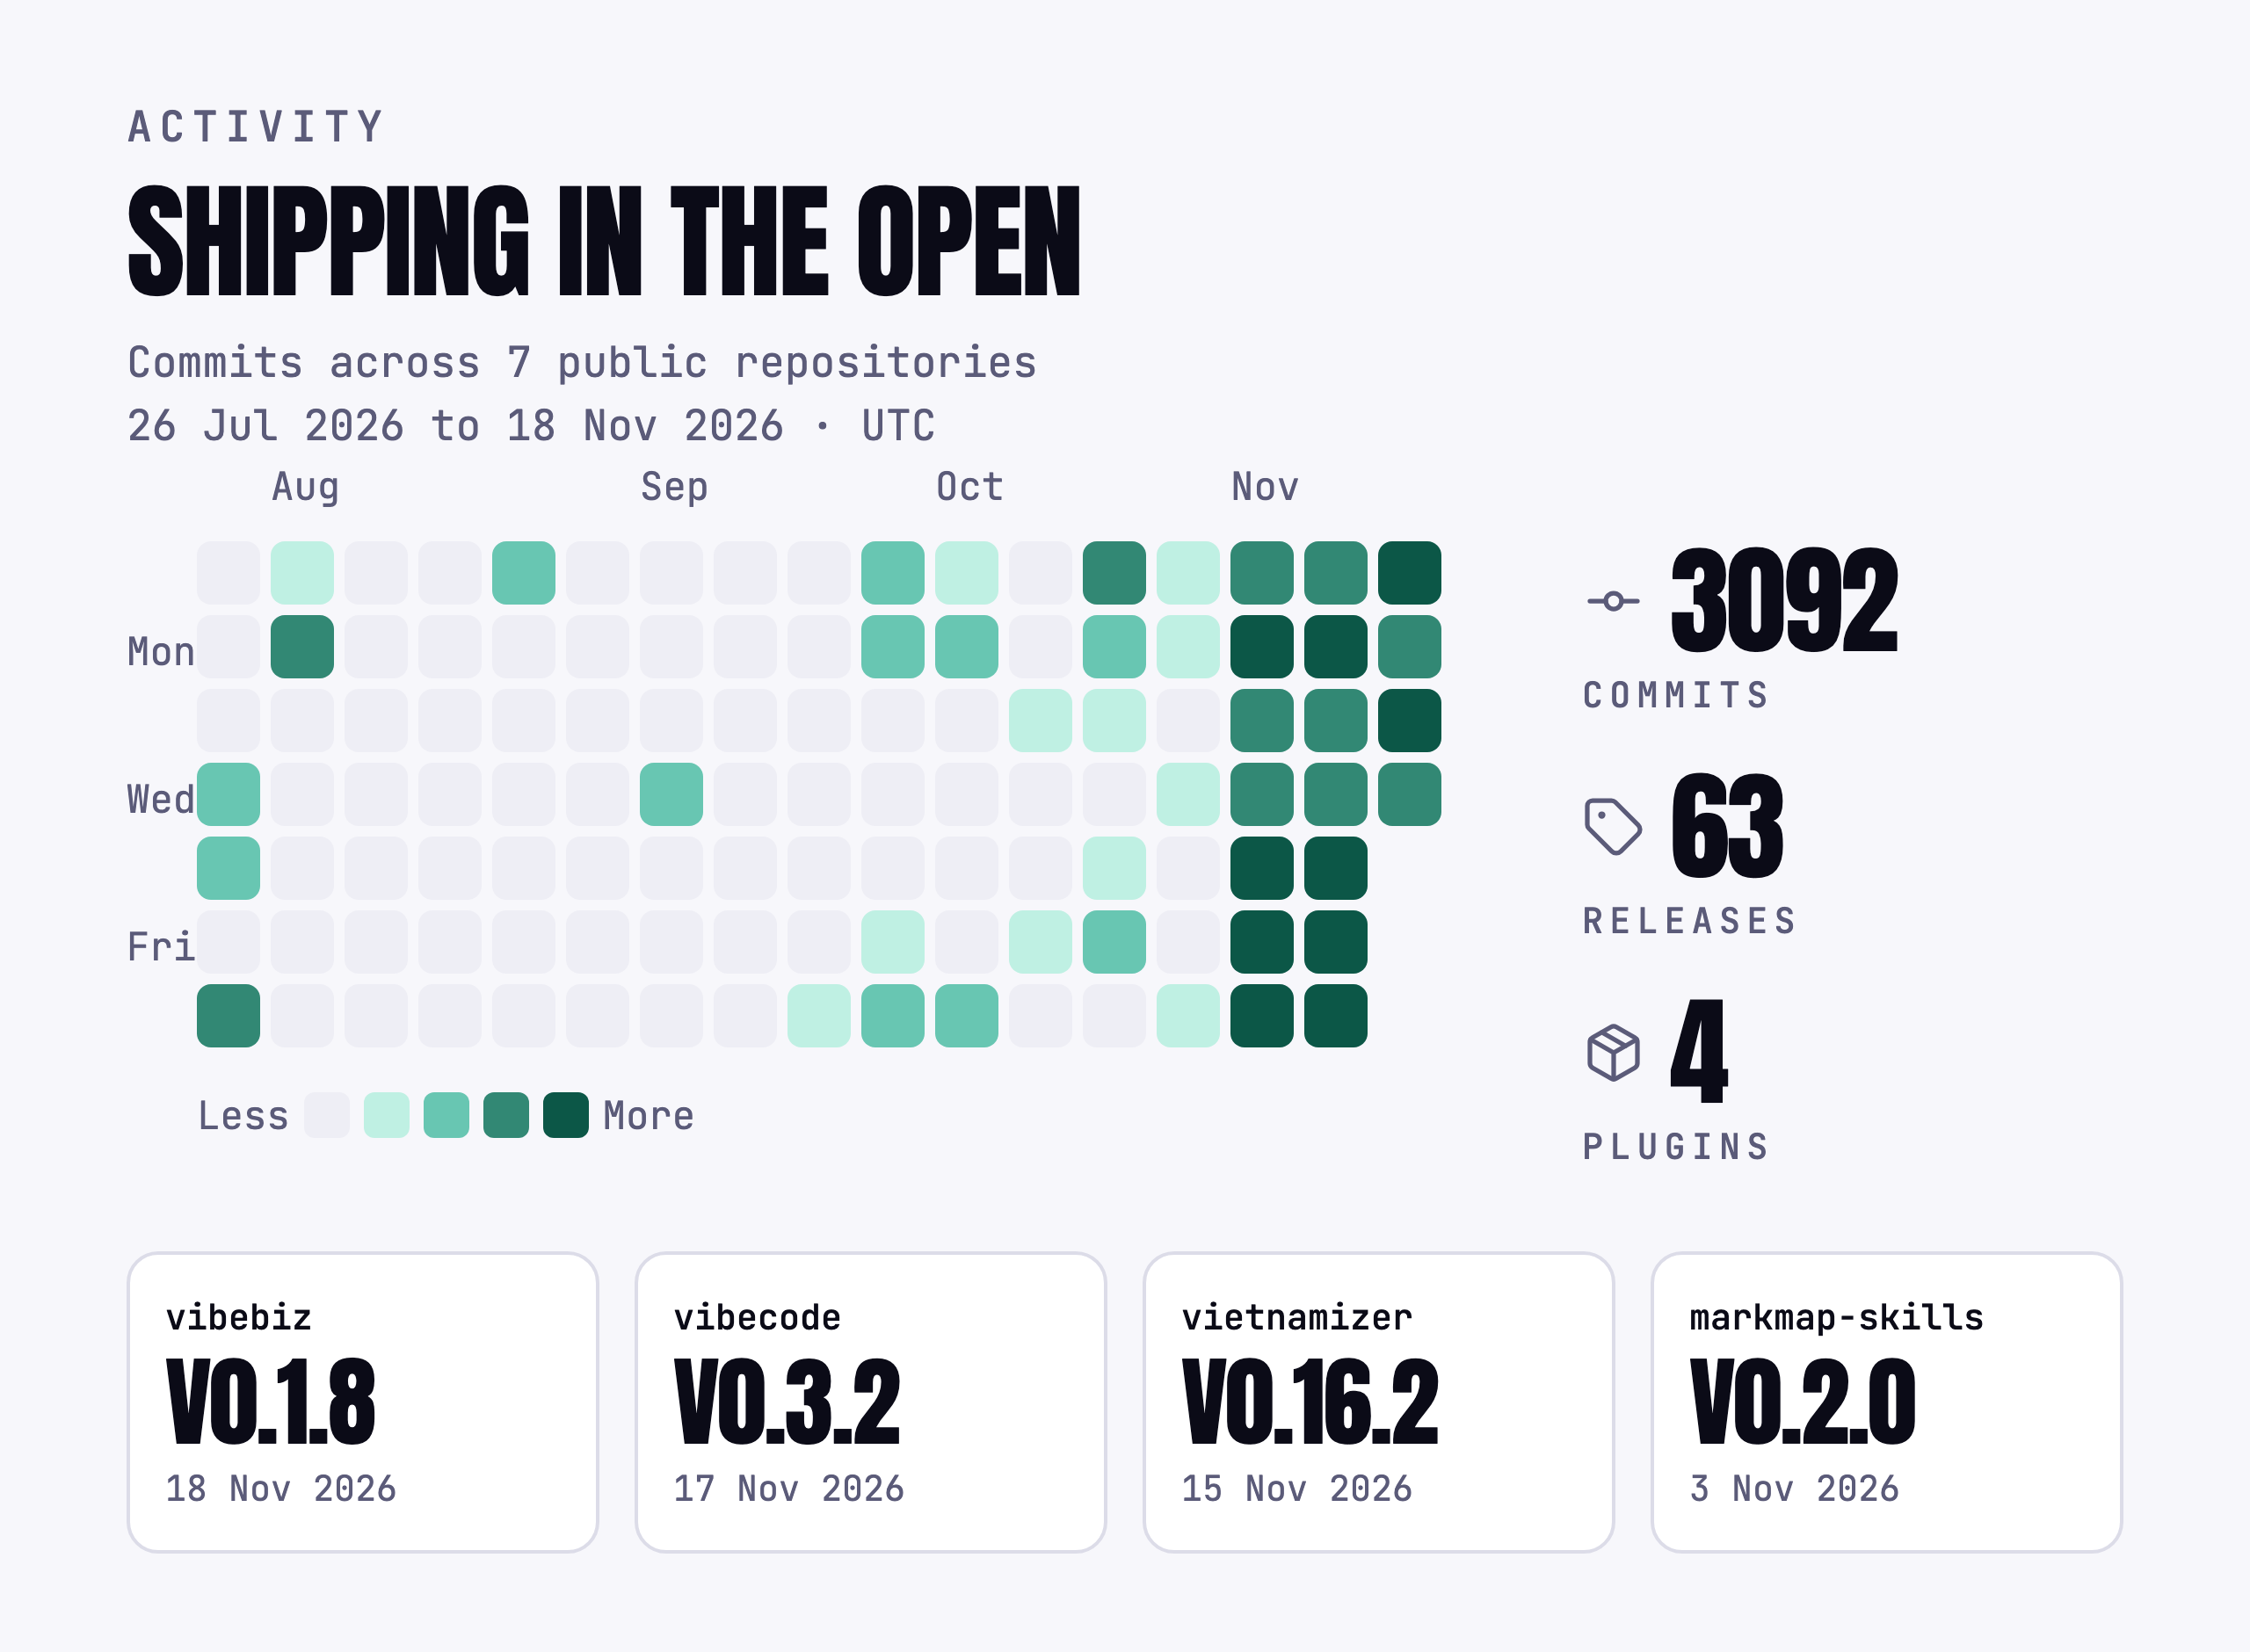 ACTIVITY
SHIPPING IN THE OPEN
Commits across 7 public repositories
26 Jul 2026 to 18 Nov 2026 · UTC
Aug Sep Oct Nov
Mon
Wed
Fri
Less More
3092
COMMITS
63
RELEASES
4
PLUGINS
vibebiz
V0.1.8
18 Nov 2026
vibecode
V0.3.2
17 Nov 2026
vietnamizer
V0.16.2
15 Nov 2026
markmap-skills
V0.2.0
3 Nov 2026